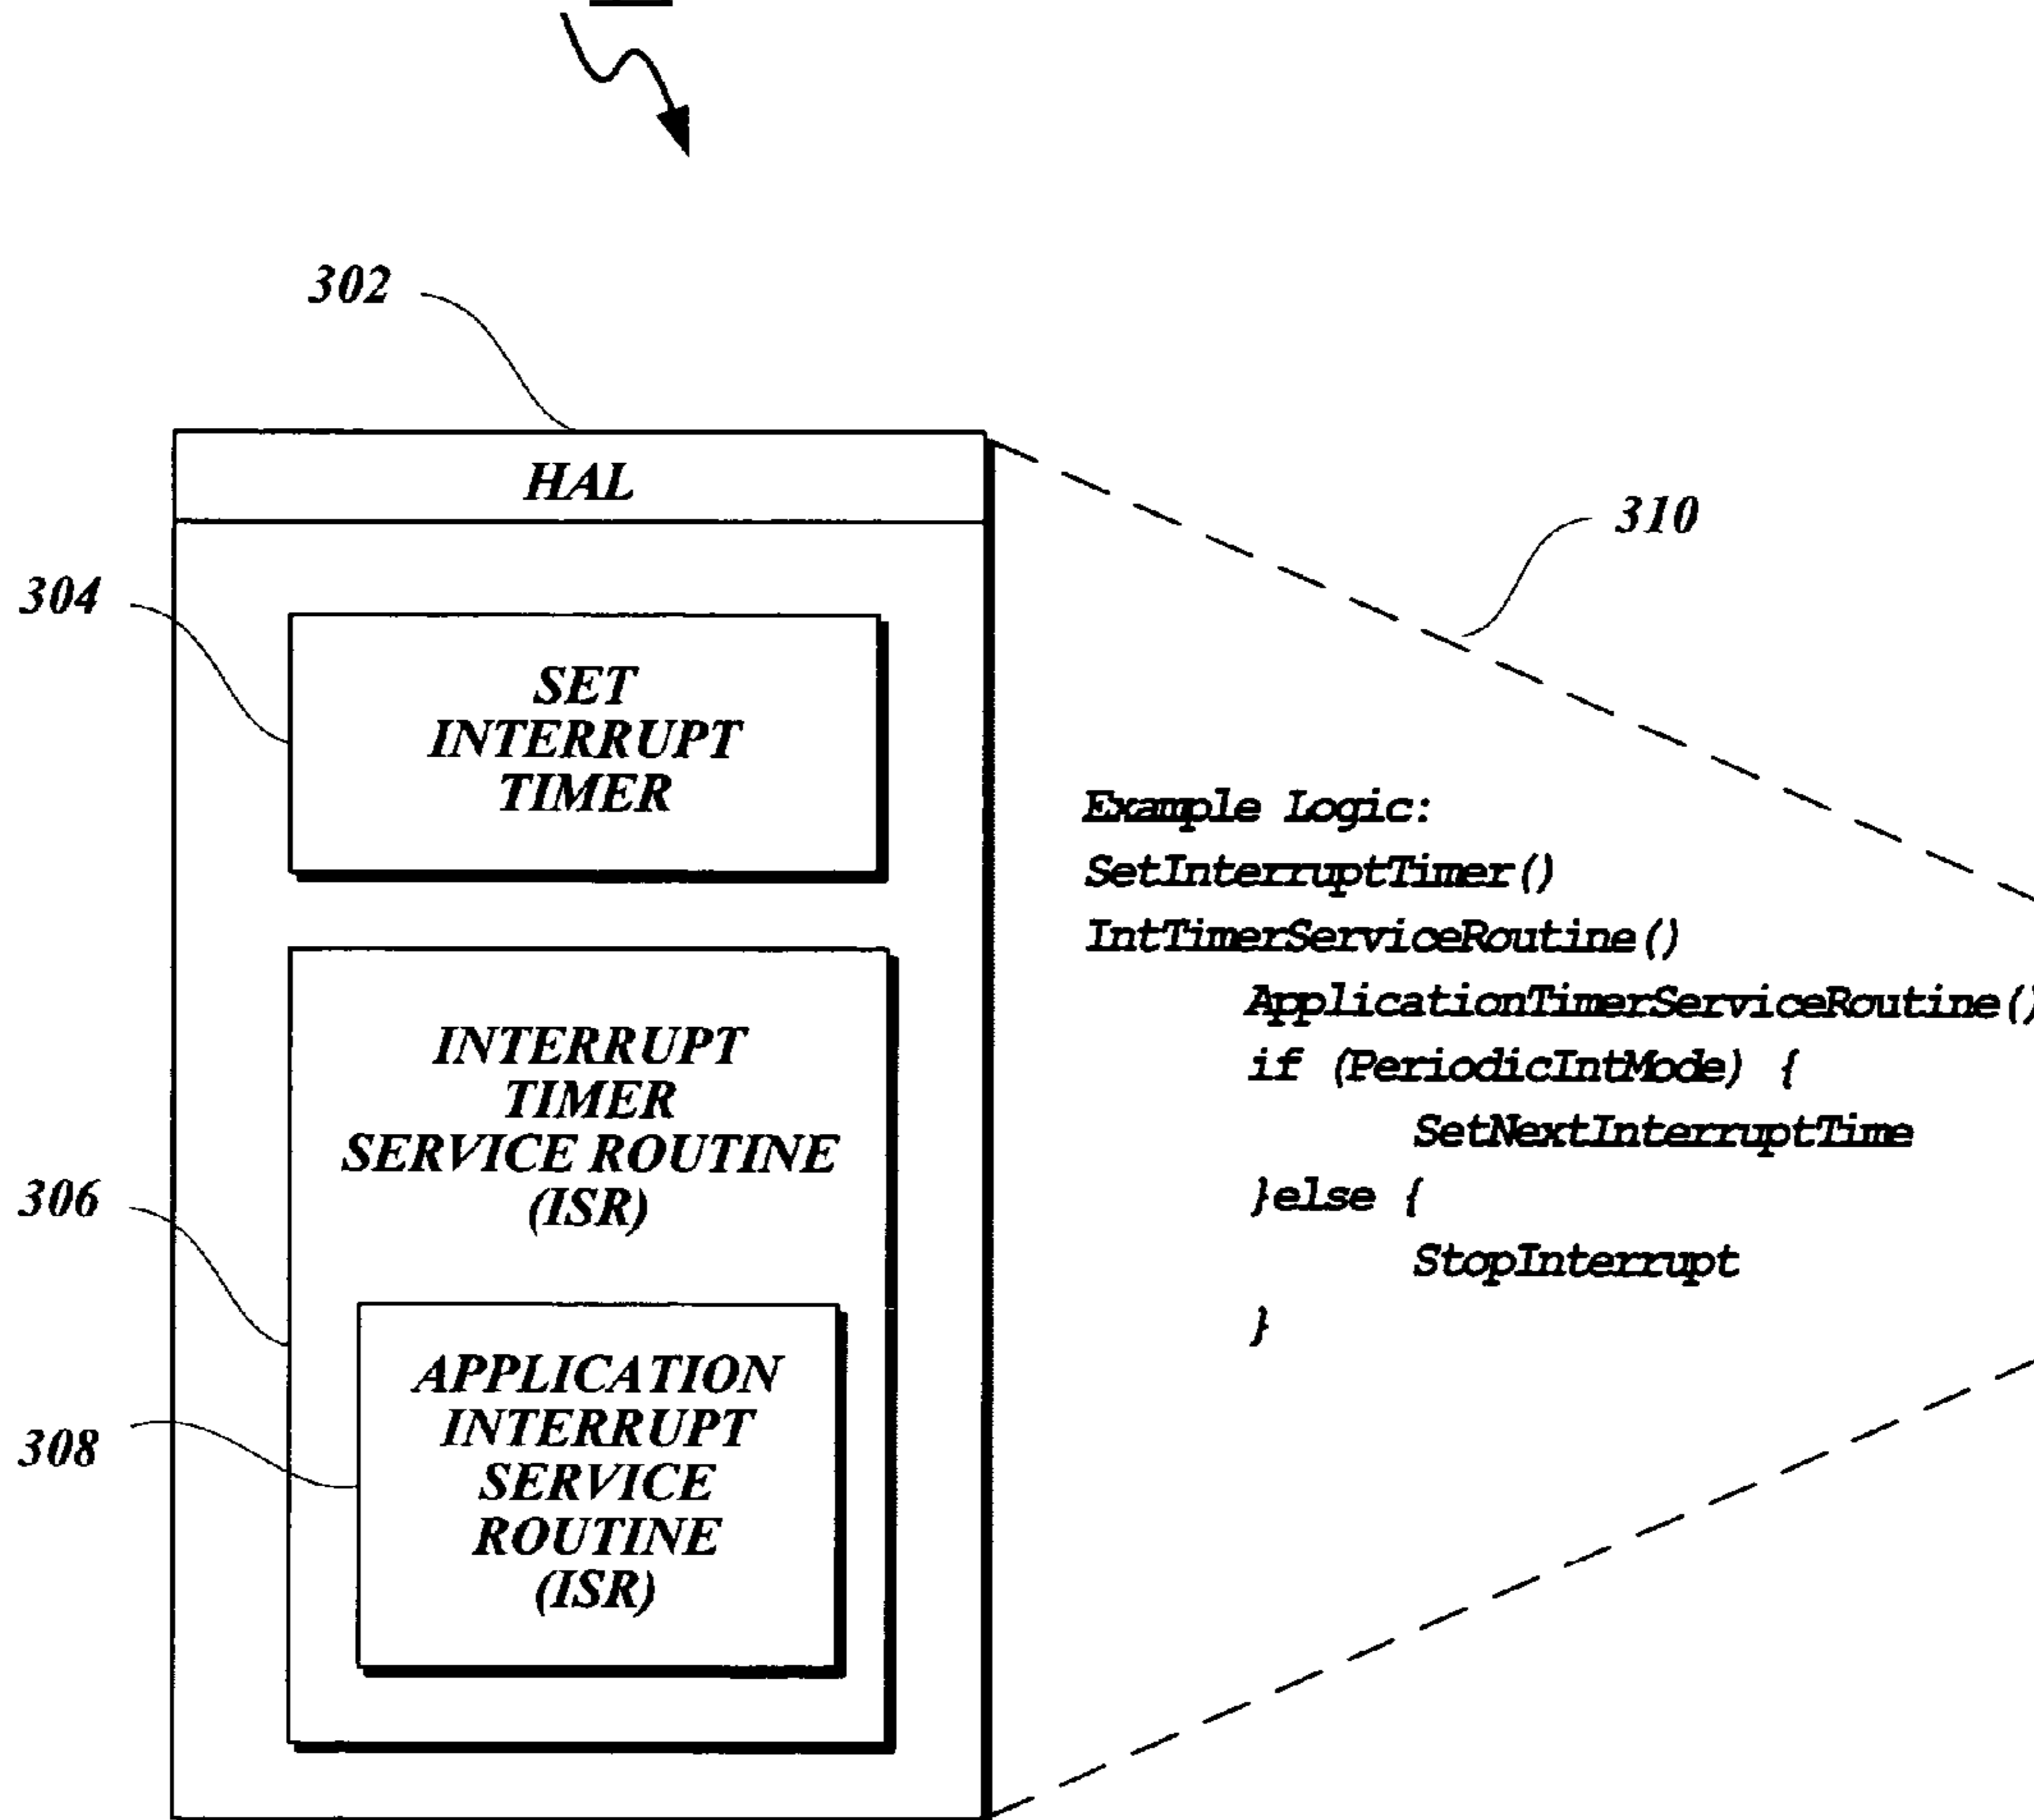 302
HAL
310
304
SET
INTERRUPT
TIMER
Example Logic:
SetInterruptTimer()
IntTimerServiceRoutine()
ApplicationTimerServiceRoutine()
if (PeriodicIntMode) {
SetNextInterruptTime
}else {
StopInterrupt
}
306
INTERRUPT
TIMER
SERVICE ROUTINE
(ISR)
308
APPLICATION
INTERRUPT
SERVICE
ROUTINE
(ISR)